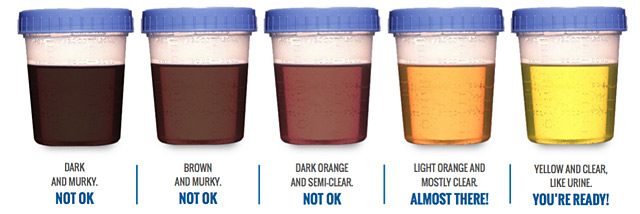 DARK
AND MURKY.
NOT OK
BROWN
AND MURKY.
NOT OK
DARK ORANGE
AND SEMI-CLEAR.
NOT OK
LIGHT ORANGE AND
MOSTLY CLEAR.
ALMOST THERE!
YELLOW AND CLEAR,
LIKE URINE.
YOU'RE READY!